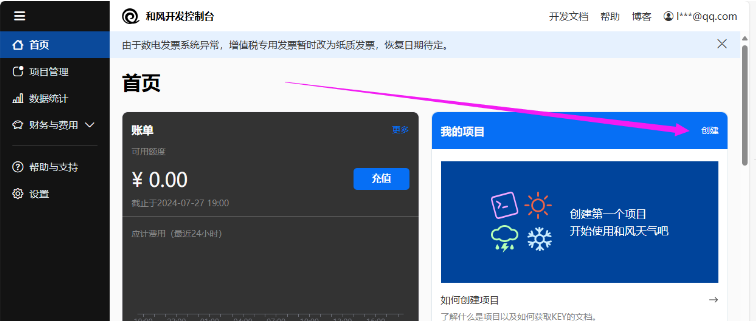 和风开发控制台
开发文档 帮助 博客 l***@qq.com
首页
项目管理
数据统计
财务与费用
帮助与支持
设置
由于数电发票系统异常，增值税专用发票暂时改为纸质发票，恢复日期待定。
首页
账单 更多
可用额度
¥ 0.00 充值
截止于2024-07-27 19:00
应计费用（最近24小时）
我的项目 创建
创建第一个项目
开始使用和风天气吧
如何创建项目
了解什么是项目以及如何获取KEY的文档。